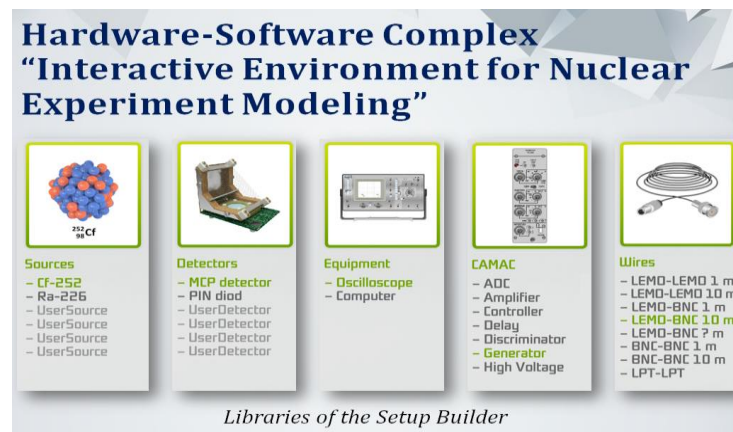 Hardware-Software Complex
“Interactive Environment for Nuclear
Experiment Modeling”
252
98 Cf
Sources
– Cf-252
– Ra-226
– UserSource
– UserSource
– UserSource
– UserSource
Detectors
– MCP detector
– PIN diod
– UserDetector
– UserDetector
– UserDetector
– UserDetector
Equipment
– Oscilloscope
– Computer
CAMAC
– ADC
– Amplifier
– Controller
– Delay
– Discriminator
– Generator
– High Voltage
Wires
– LEMO-LEMO 1 m
– LEMO-LEMO 10 m
– LEMO-BNC 1 m
– LEMO-BNC 10 m
– LEMO-BNC ? m
– BNC-BNC 1 m
– BNC-BNC 10 m
– LPT-LPT
Libraries of the Setup Builder